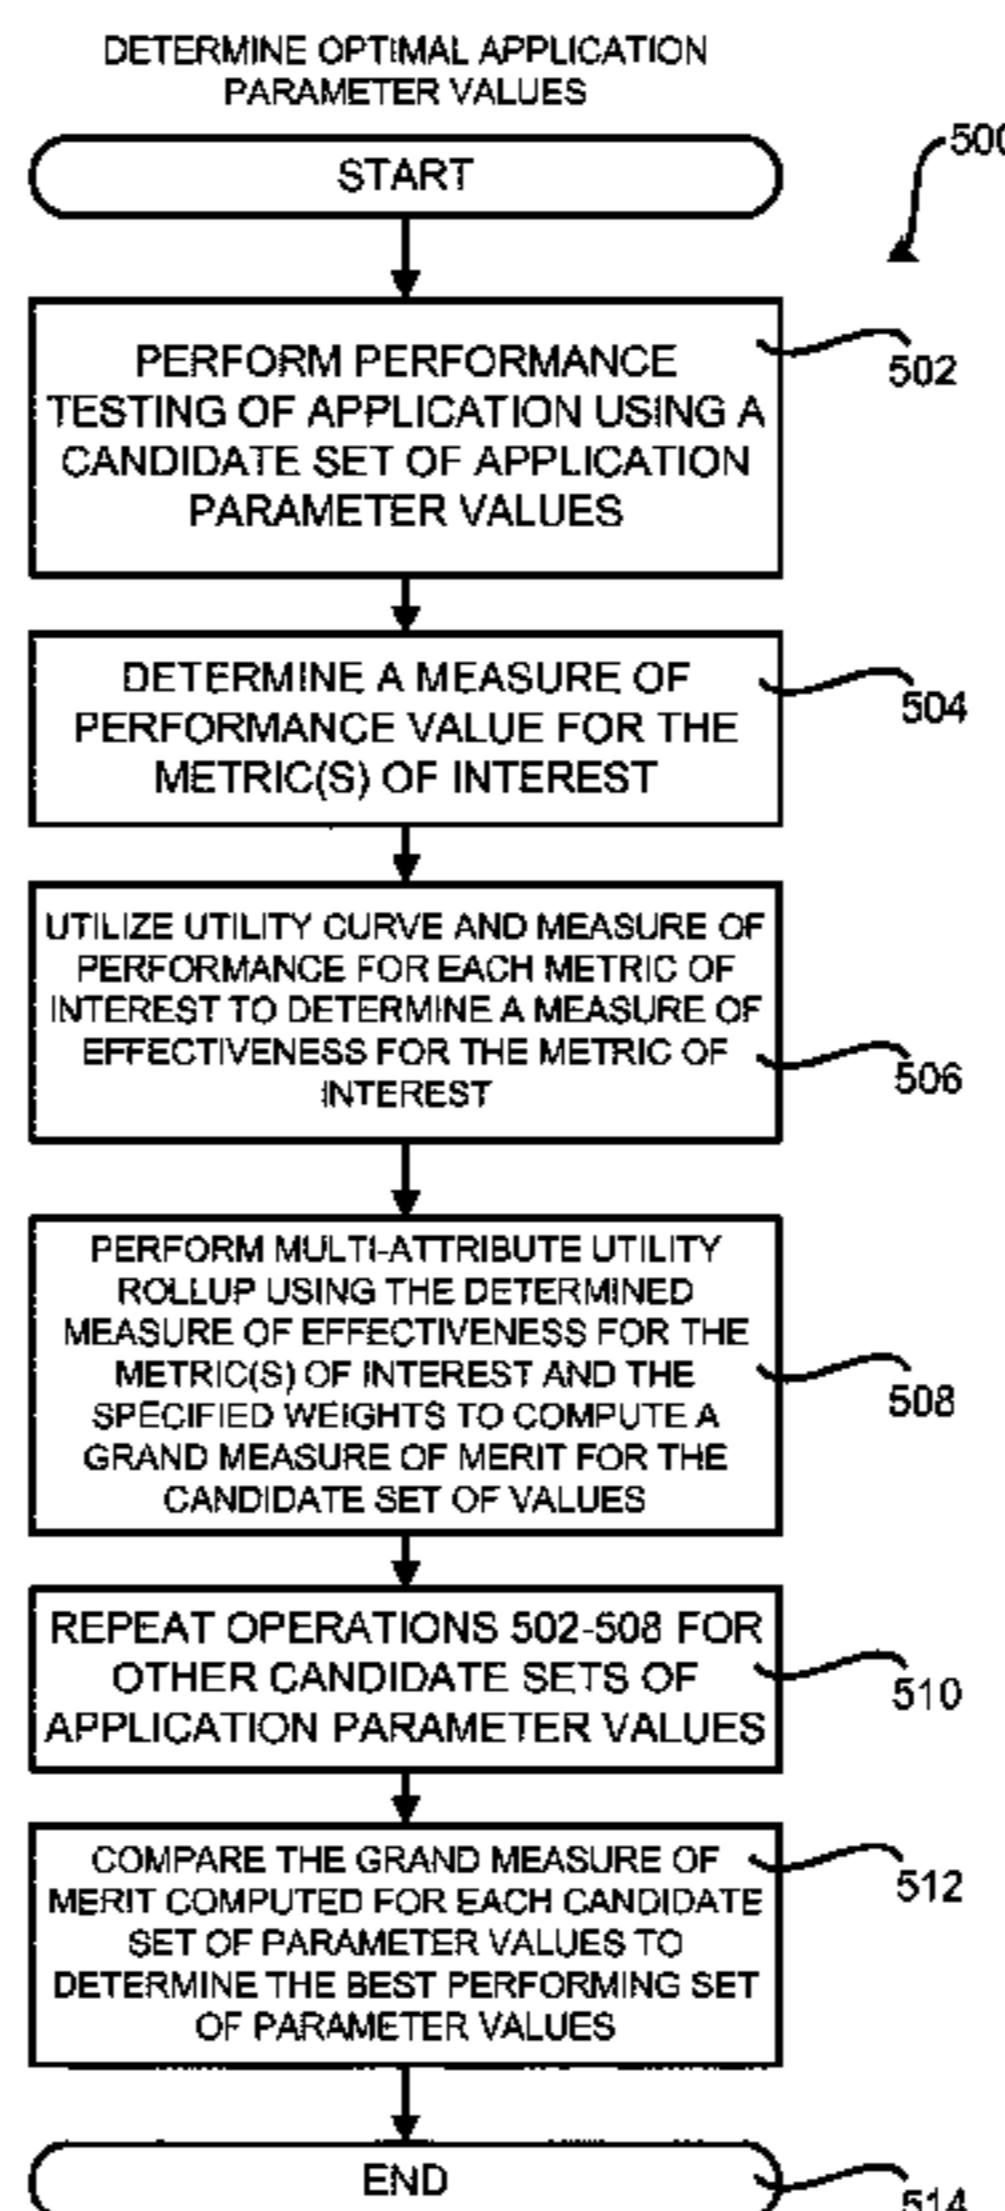 DETERMINE OPTIMAL APPLICATION
PARAMETER VALUES
START
500
PERFORM PERFORMANCE
TESTING OF APPLICATION USING A
CANDIDATE SET OF APPLICATION
PARAMETER VALUES
502
DETERMINE A MEASURE OF
PERFORMANCE VALUE FOR THE
METRIC(S) OF INTEREST
504
UTILIZE UTILITY CURVE AND MEASURE OF
PERFORMANCE FOR EACH METRIC OF
INTEREST TO DETERMINE A MEASURE OF
EFFECTIVENESS FOR THE METRIC OF
INTEREST
506
PERFORM MULTI-ATTRIBUTE UTILITY
ROLLUP USING THE DETERMINED
MEASURE OF EFFECTIVENESS FOR THE
METRIC(S) OF INTEREST AND THE
SPECIFIED WEIGHTS TO COMPUTE A
GRAND MEASURE OF MERIT FOR THE
CANDIDATE SET OF VALUES
508
REPEAT OPERATIONS 502-508 FOR
OTHER CANDIDATE SETS OF
APPLICATION PARAMETER VALUES
510
COMPARE THE GRAND MEASURE OF
MERIT COMPUTED FOR EACH CANDIDATE
SET OF PARAMETER VALUES TO
DETERMINE THE BEST PERFORMING SET
OF PARAMETER VALUES
512
END
514